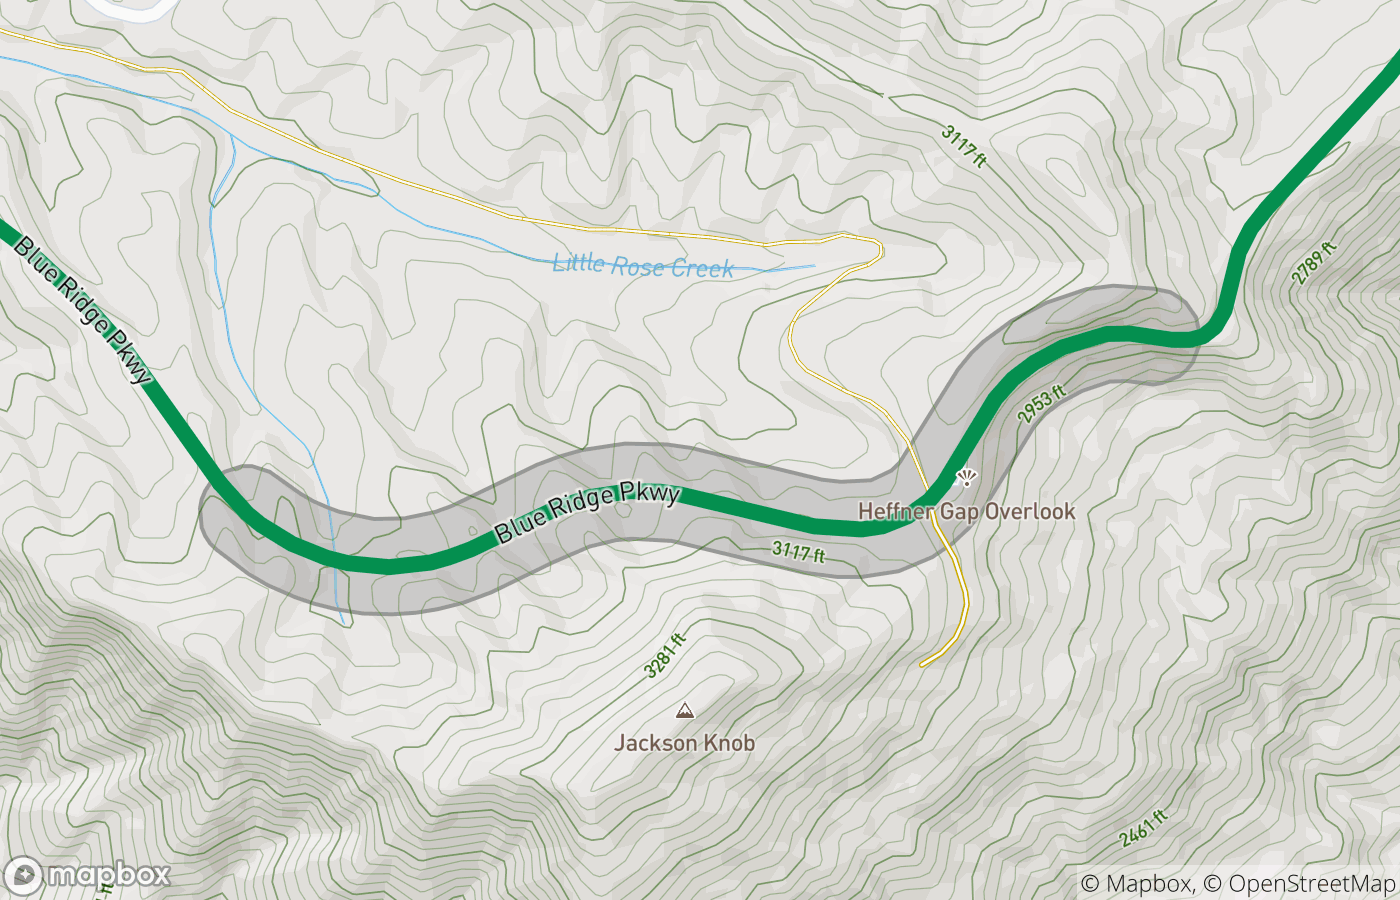 3117 ft
2789 ft
Blue Ridge Pkwy
Little Rose Creek
2953 ft
Blue Ridge Pkwy
Heffner Gap Overlook
3117 ft
3281 ft
Jackson Knob
2461 ft
mapbox
© Mapbox, © OpenStreetMap